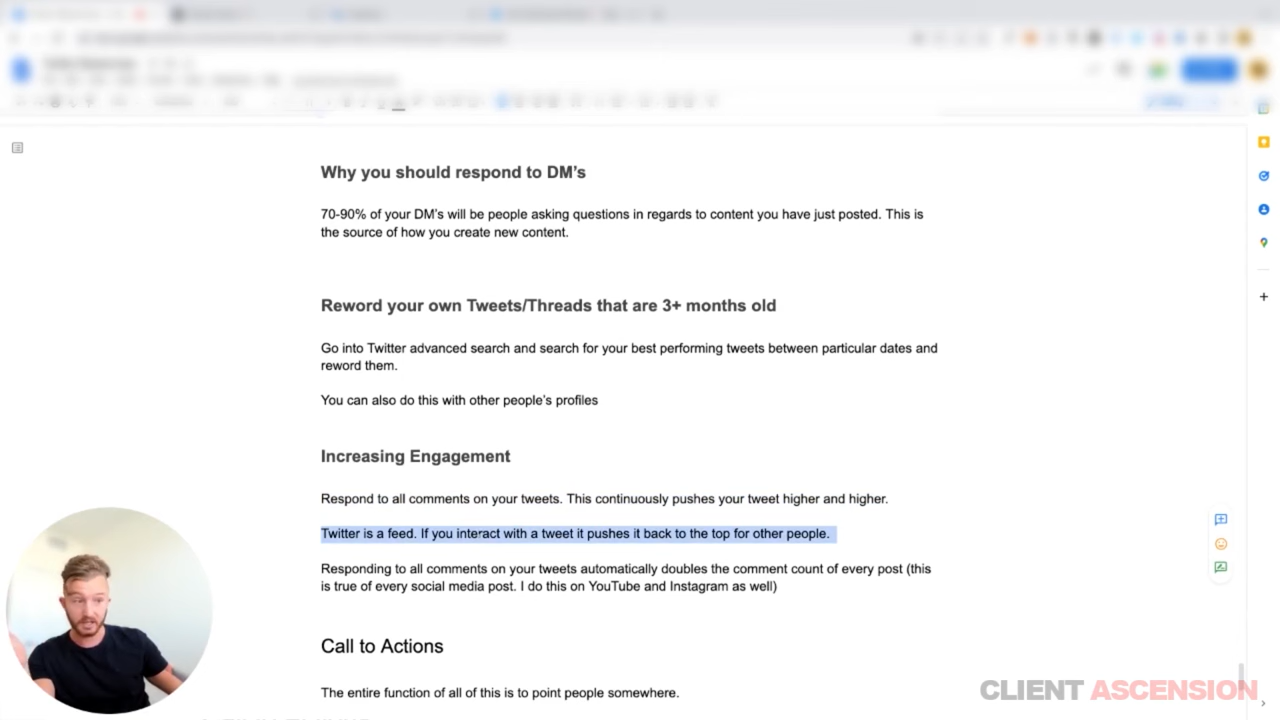 Why you should respond to DM's
70-90% of your DM's will be people asking questions in regards to content you have just posted. This is
the source of how you create new content.
Reword your own Tweets/Threads that are 3+ months old
Go into Twitter advanced search and search for your best performing tweets between particular dates and
reword them.
You can also do this with other people's profiles
Increasing Engagement
Respond to all comments on your tweets. This continuously pushes your tweet higher and higher.
Twitter is a feed. If you interact with a tweet it pushes it back to the top for other people.
Responding to all comments on your tweets automatically doubles the comment count of every post (this
is true of every social media post. I do this on YouTube and Instagram as well)
Call to Actions
The entire function of all of this is to point people somewhere.
CLIENT ASCENSION